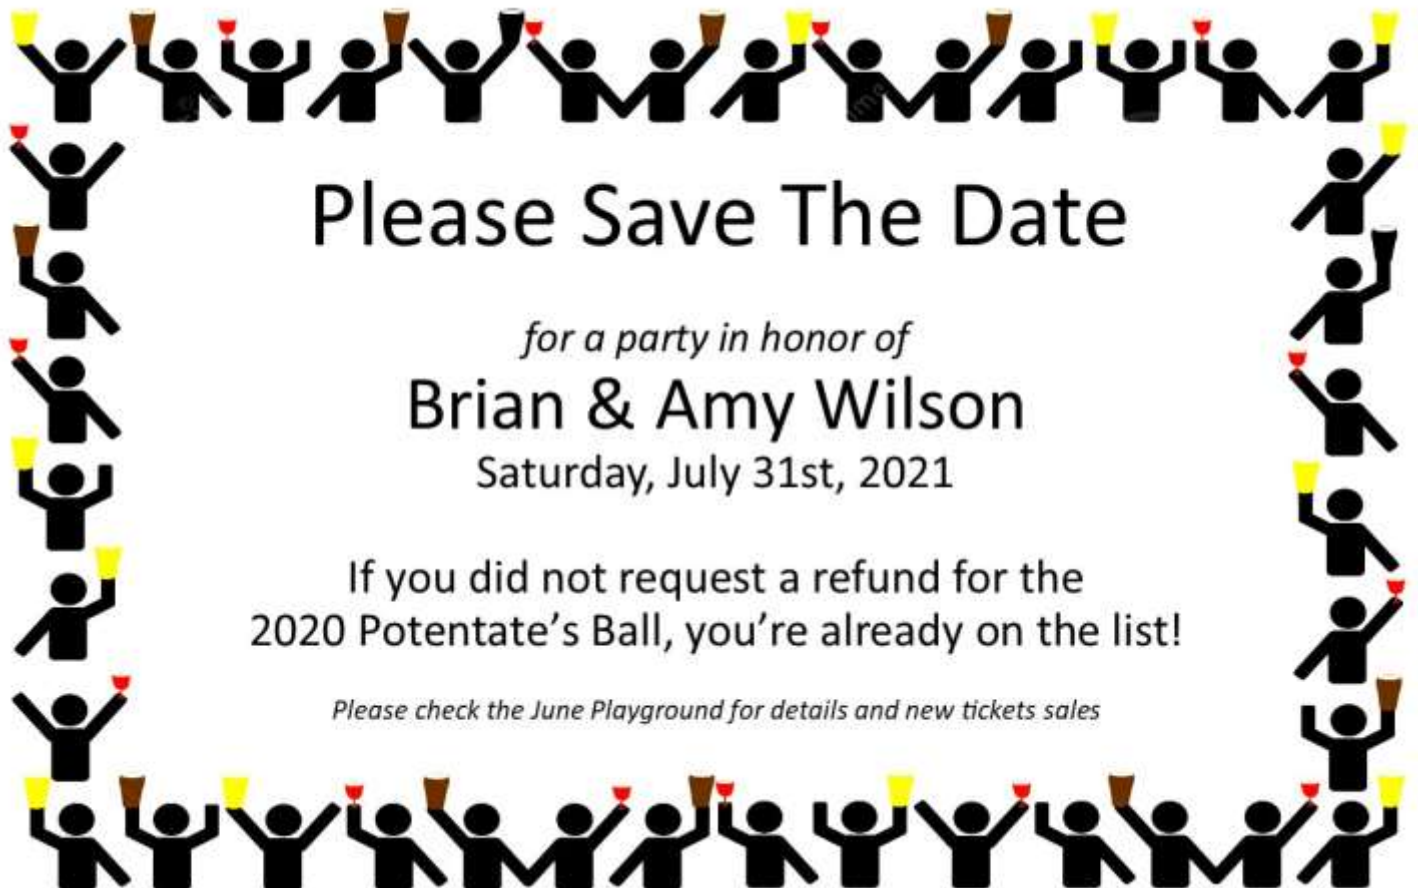 Please Save The Date
for a party in honor of
Brian & Amy Wilson
Saturday, July 31st, 2021
If you did not request a refund for the
2020 Potentate’s Ball, you’re already on the list!
Please check the June Playground for details and new tickets sales